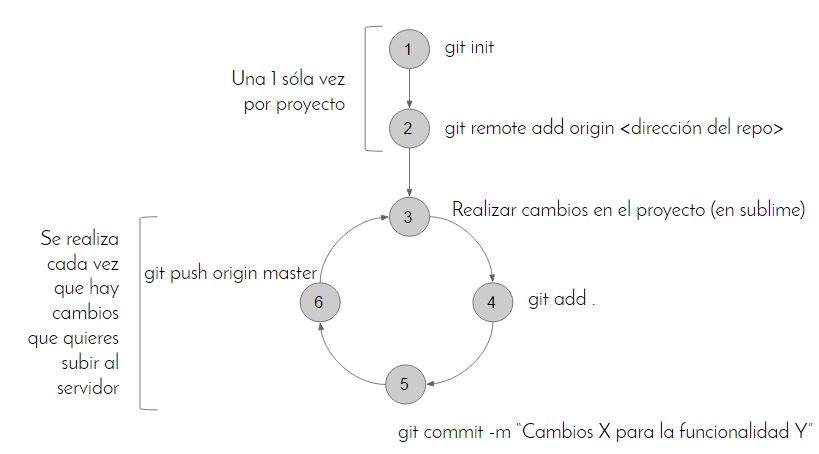 1
git init
Una 1 sóla vez
por proyecto
2
git remote add origin <dirección del repo>
3
Realizar cambios en el proyecto (en sublime)
Se realiza
cada vez
que hay
cambios
que quieres
subir al
servidor
git push origin master
6
4
git add .
5
git commit -m “Cambios X para la funcionalidad Y”